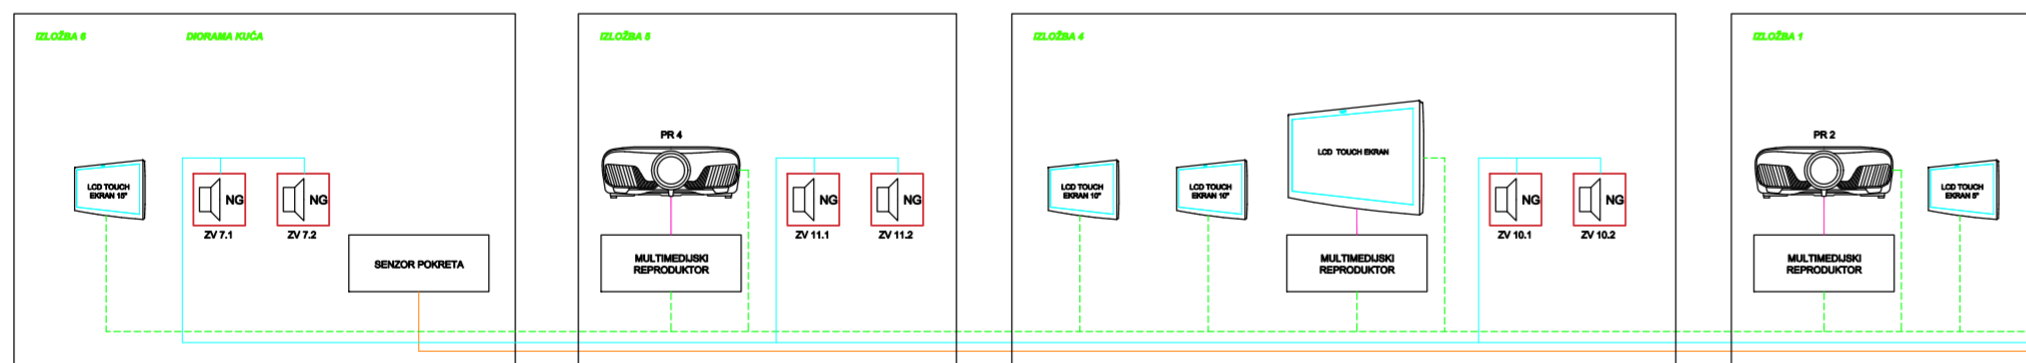 IZLOŽBA 6
DIORAMA KUĆA
LCD TOUCH
EKRAN 15"
NG
ZV 7.1
NG
ZV 7.2
SENZOR POKRETA
IZLOŽBA 5
PR 4
MULTIMEDIJSKI
REPRODUKTOR
NG
ZV 11.1
NG
ZV 11.2
IZLOŽBA 4
LCD TOUCH
EKRAN 10"
LCD TOUCH
EKRAN 10"
LCD TOUCH EKRAN
MULTIMEDIJSKI
REPRODUKTOR
NG
ZV 10.1
NG
ZV 10.2
IZLOŽBA 1
PR 2
MULTIMEDIJSKI
REPRODUKTOR
LCD TOUCH
EKRAN 5"